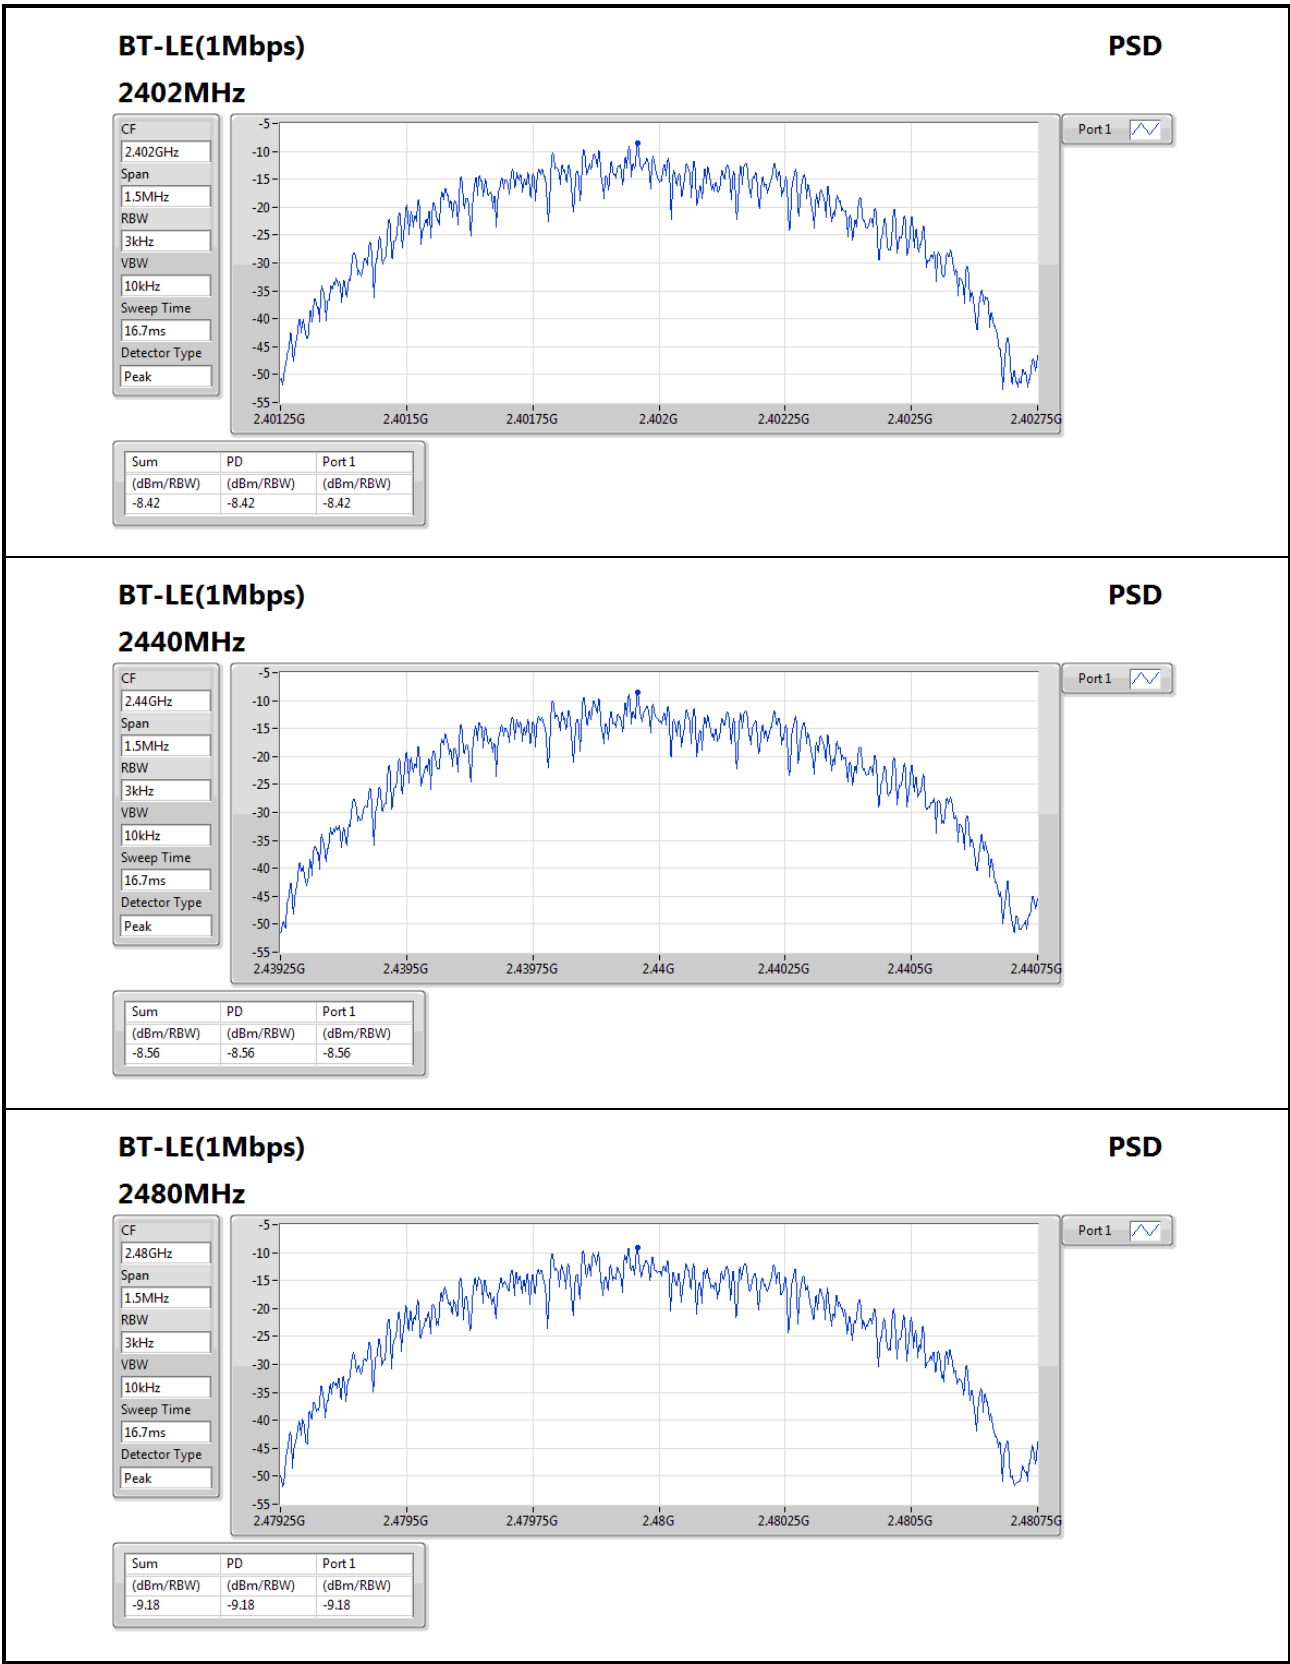 BT-LE(1Mbps) PSD
2402MHz
CF
2.402GHz
Span
1.5MHz
RBW
3kHz
VBW
10kHz
Sweep Time
16.7ms
Detector Type
Peak
-5
-10
-15
-20
-25
-30
-35
-40
-45
-50
-55
2.40125G 2.4015G 2.40175G 2.402G 2.40225G 2.4025G 2.40275G
Port 1
Sum PD Port 1
(dBm/RBW) (dBm/RBW) (dBm/RBW)
-8.42 -8.42 -8.42
BT-LE(1Mbps) PSD
2440MHz
CF
2.44GHz
Span
1.5MHz
RBW
3kHz
VBW
10kHz
Sweep Time
16.7ms
Detector Type
Peak
-5
-10
-15
-20
-25
-30
-35
-40
-45
-50
-55
2.43925G 2.4395G 2.43975G 2.44G 2.44025G 2.4405G 2.44075G
Port 1
Sum PD Port 1
(dBm/RBW) (dBm/RBW) (dBm/RBW)
-8.56 -8.56 -8.56
BT-LE(1Mbps) PSD
2480MHz
CF
2.48GHz
Span
1.5MHz
RBW
3kHz
VBW
10kHz
Sweep Time
16.7ms
Detector Type
Peak
-5
-10
-15
-20
-25
-30
-35
-40
-45
-50
-55
2.47925G 2.4795G 2.47975G 2.48G 2.48025G 2.4805G 2.48075G
Port 1
Sum PD Port 1
(dBm/RBW) (dBm/RBW) (dBm/RBW)
-9.18 -9.18 -9.18